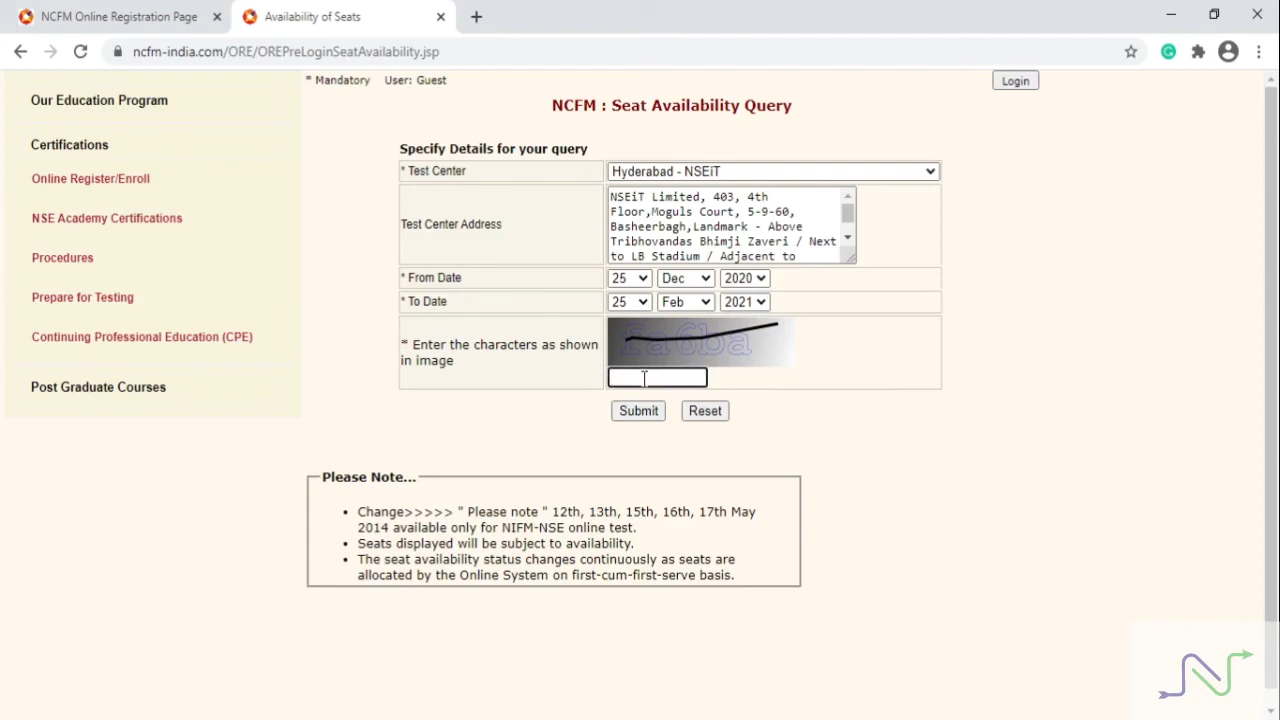 NCFM Online Registration Page
Availability of Seats
ncfm-india.com/ORE/OREPreLoginSeatAvailability.jsp
Our Education Program
Certifications
Online Register/Enroll
NSE Academy Certifications
Procedures
Prepare for Testing
Continuing Professional Education (CPE)
Post Graduate Courses
* Mandatory User: Guest
Login
NCFM : Seat Availability Query
Specify Details for your query
* Test Center Hyderabad - NSEiT
Test Center Address
NSEiT Limited, 403, 4th
Floor,Moguls Court, 5-9-60,
Basheerbagh,Landmark - Above
Tribhovandas Bhimji Zaveri / Next
to LB Stadium / Adjacent to
* From Date 25 Dec 2020
* To Date 25 Feb 2021
* Enter the characters as shown
in image
Submit Reset
Please Note...
• Change>>>>> " Please note " 12th, 13th, 15th, 16th, 17th May
2014 available only for NIFM-NSE online test.
• Seats displayed will be subject to availability.
• The seat availability status changes continuously as seats are
allocated by the Online System on first-cum-first-serve basis.